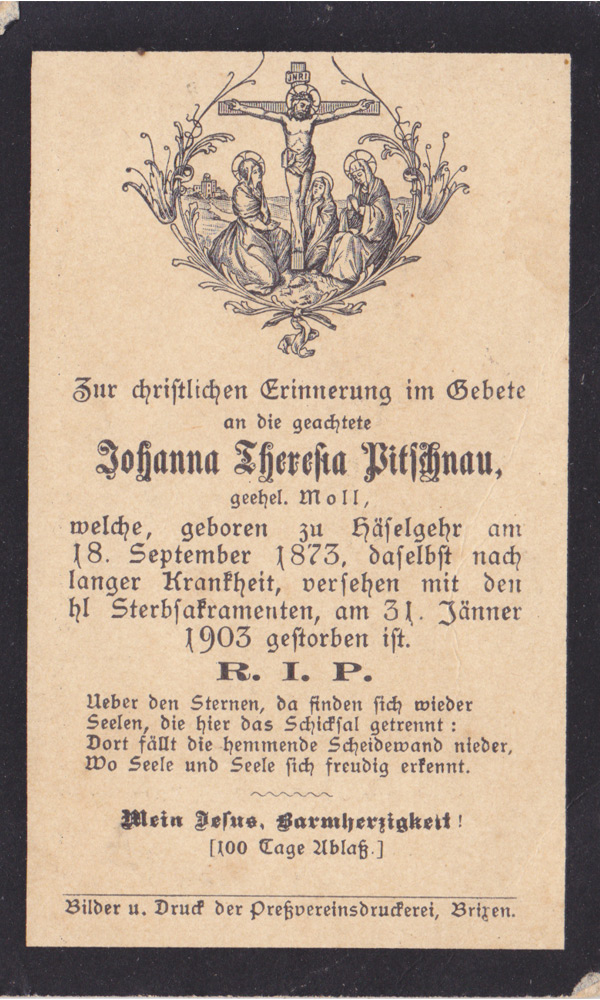 JNRI
Zur christlichen Erinnerung im Gebete
an die geachtete
Johanna Theresia Pitschnau,
geehel. Moll,
welche, geboren zu Häselgehr am
18. September 1873, daselbst nach
langer Krankheit, versehen mit den
hl Sterbsakramenten, am 31. Jänner
1903 gestorben ist.
R. I. P.
Ueber den Sternen, da finden sich wieder
Seelen, die hier das Schicksal getrennt:
Dort fällt die hemmende Scheidewand nieder,
Wo Seele und Seele sich freudig erkennt.
Mein Jesus, Barmherzigkeit!
[100 Tage Ablaß.]
Bilder u. Druck der Preßvereinsdruckerei, Brixen.